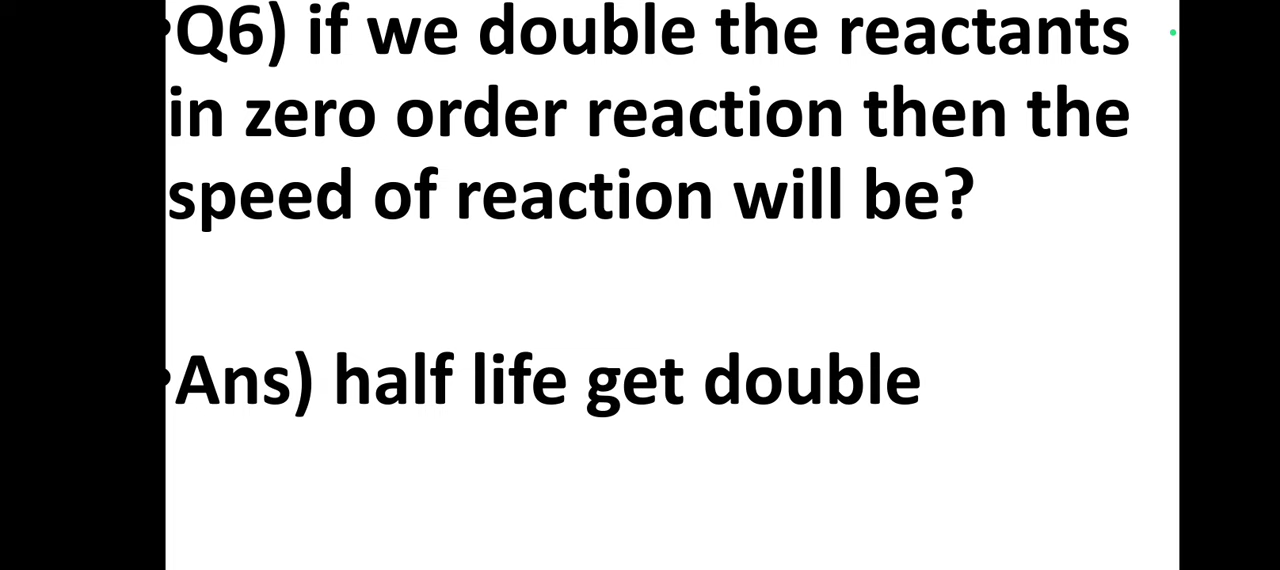 •Q6) if we double the reactants
in zero order reaction then the
speed of reaction will be?
•Ans) half life get double